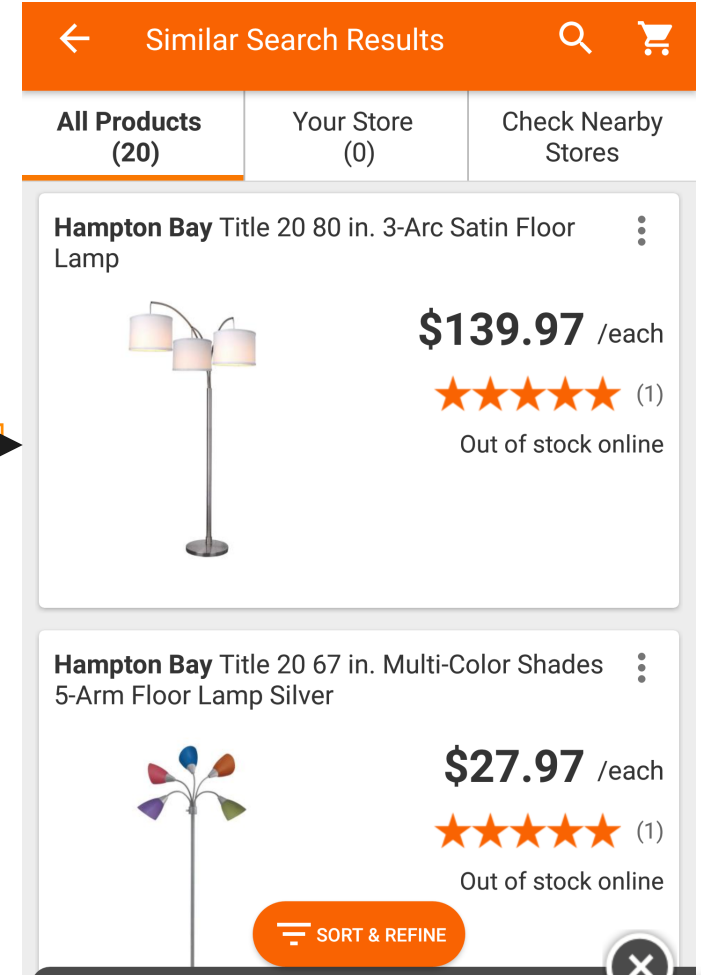 Similar Search Results
All Products
(20)
Your Store
(0)
Check Nearby
Stores
Hampton Bay Title 20 80 in. 3-Arc Satin Floor
Lamp
$139.97 /each
(1)
Out of stock online
Hampton Bay Title 20 67 in. Multi-Color Shades
5-Arm Floor Lamp Silver
$27.97 /each
(1)
Out of stock online
SORT & REFINE